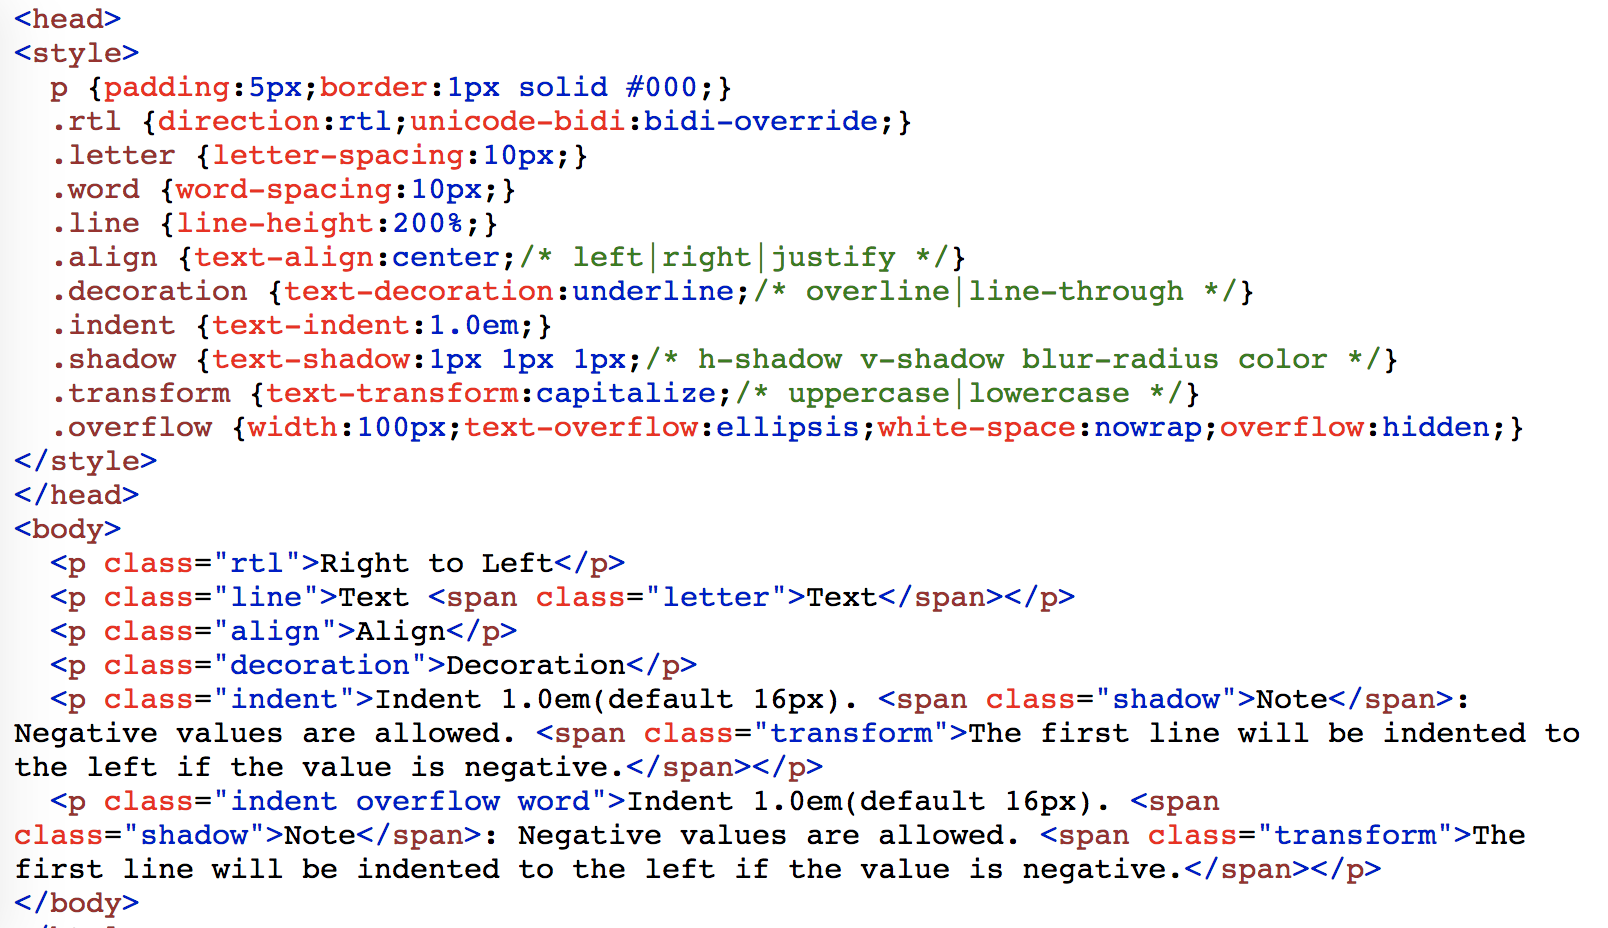 <head>
<style>
  p {padding:5px;border:1px solid #000;}
  .rtl {direction:rtl;unicode-bidi:bidi-override;}
  .letter {letter-spacing:10px;}
  .word {word-spacing:10px;}
  .line {line-height:200%;}
  .align {text-align:center;/* left|right|justify */}
  .decoration {text-decoration:underline;/* overline|line-through */}
  .indent {text-indent:1.0em;}
  .shadow {text-shadow:1px 1px 1px;/* h-shadow v-shadow blur-radius color */}
  .transform {text-transform:capitalize;/* uppercase|lowercase */}
  .overflow {width:100px;text-overflow:ellipsis;white-space:nowrap;overflow:hidden;}
</style>
</head>
<body>
  <p class="rtl">Right to Left</p>
  <p class="line">Text <span class="letter">Text</span></p>
  <p class="align">Align</p>
  <p class="decoration">Decoration</p>
  <p class="indent">Indent 1.0em(default 16px). <span class="shadow">Note</span>:
Negative values are allowed. <span class="transform">The first line will be indented to
the left if the value is negative.</span></p>
  <p class="indent overflow word">Indent 1.0em(default 16px). <span
class="shadow">Note</span>: Negative values are allowed. <span class="transform">The
first line will be indented to the left if the value is negative.</span></p>
</body>